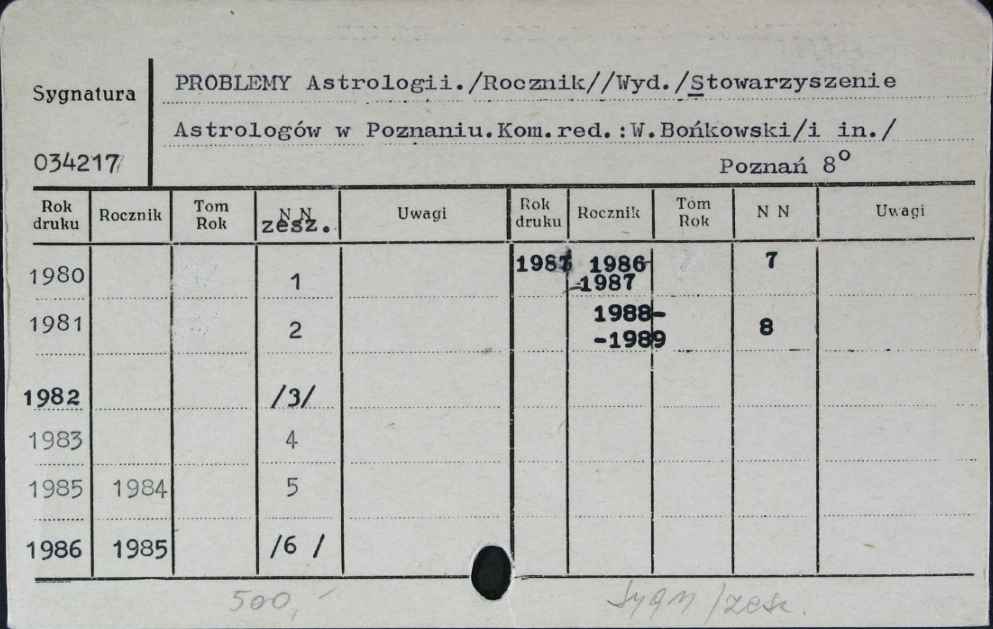 PROBLEMY Astrologii./Rocznik//Wyd./Stowarzyszenie
Sygnatura
Astrologów w Poznaniu.Kom.red.:W.Bońkowski/i in./
034217
Poznań 8°
Rok druku Rocznik Tom Rok N N zesz. Uwagi Rok druku Rocznik Tom Rok N N Uwagi
1980 1 1986- 7
-1987
1981 2 1988- 8
-1989
1982 /3/
1983 4
1985 1984 5
1986 1985 /6 /
500,- Sygn/zesz.